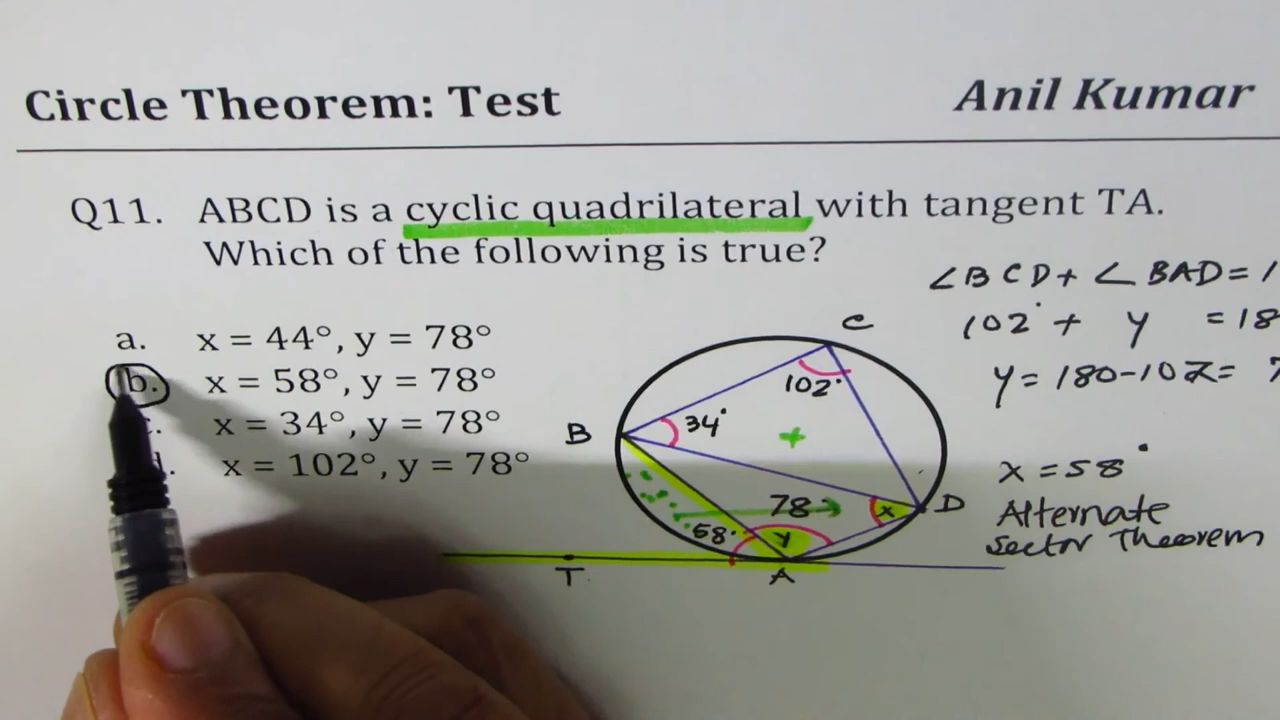 Circle Theorem: Test
Anil Kumar
Q11. ABCD is a cyclic quadrilateral with tangent TA.
Which of the following is true?
a. x = 44°, y = 78°
b. x = 58°, y = 78°
c. x = 34°, y = 78°
d. x = 102°, y = 78°
C
102°
B
34°
78
x
D
58°
y
T
A
∠BCD + ∠BAD = 1
102° + y = 18
y = 180-102 = 7
x = 58°
Alternate
Sector Theorem